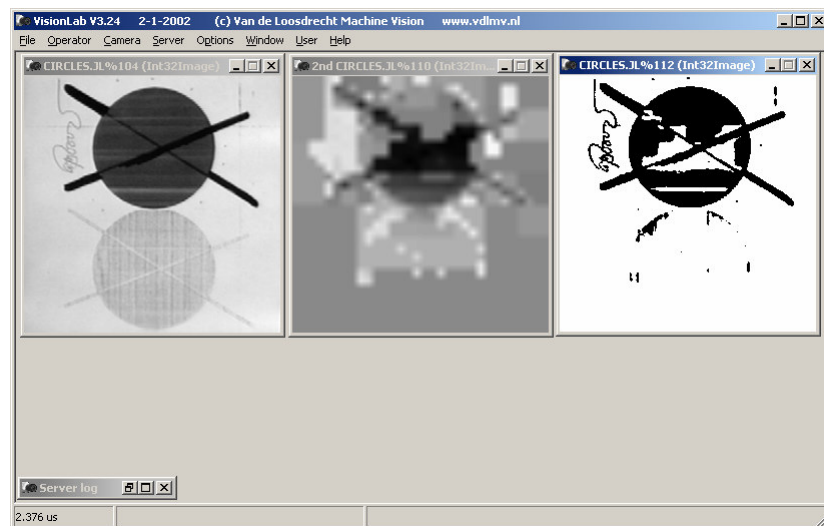 VisionLab V3.24 2-1-2002 (c) Van de Loosdrecht Machine Vision www.vdlmv.nl
File Operator Camera Server Options Window User Help
CIRCLES.JL%104 (Int32Image)
2nd CIRCLES.JL%110 (Int32Im...
CIRCLES.JL%112 (Int32Image)
Server log
2.376 us